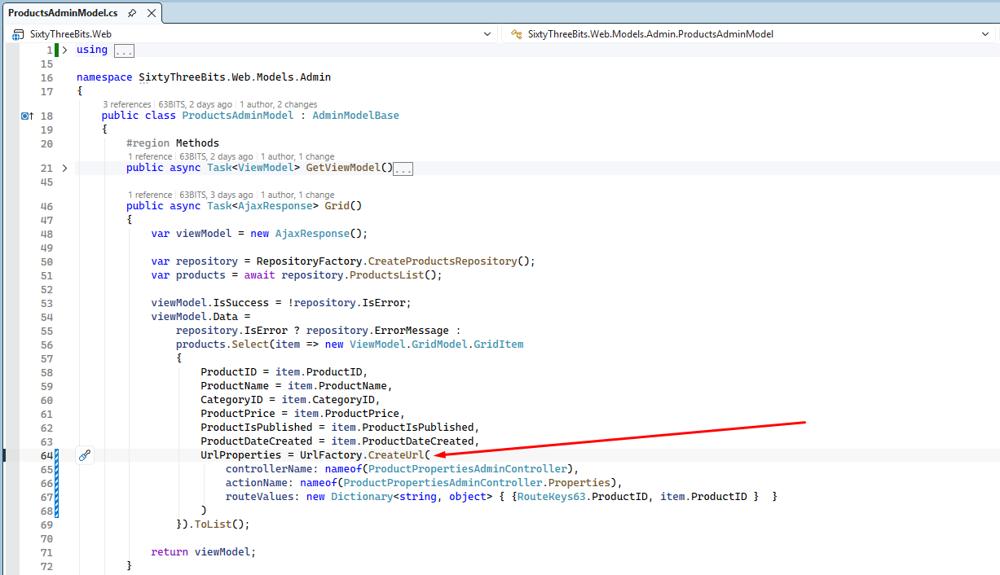 ProductsAdminModel.cs
SixtyThreeBits.Web
SixtyThreeBits.Web.Models.Admin.ProductsAdminModel
1 using ...
15
16 namespace SixtyThreeBits.Web.Models.Admin
17 {
3 references | 63BITS, 2 days ago | 1 author, 2 changes
18 public class ProductsAdminModel : AdminModelBase
19 {
20 #region Methods
1 reference | 63BITS, 2 days ago | 1 author, 1 change
21 public async Task<ViewModel> GetViewModel()...
45
1 reference | 63BITS, 3 days ago | 1 author, 1 change
46 public async Task<AjaxResponse> Grid()
47 {
48 var viewModel = new AjaxResponse();
49
50 var repository = RepositoryFactory.CreateProductsRepository();
51 var products = await repository.ProductsList();
52
53 viewModel.IsSuccess = !repository.IsError;
54 viewModel.Data =
55 repository.IsError ? repository.ErrorMessage :
56 products.Select(item => new ViewModel.GridModel.GridItem
57 {
58 ProductID = item.ProductID,
59 ProductName = item.ProductName,
60 CategoryID = item.CategoryID,
61 ProductPrice = item.ProductPrice,
62 ProductIsPublished = item.ProductIsPublished,
63 ProductDateCreated = item.ProductDateCreated,
64 UrlProperties = UrlFactory.CreateUrl(
65 controllerName: nameof(ProductPropertiesAdminController),
66 actionName: nameof(ProductPropertiesAdminController.Properties),
67 routeValues: new Dictionary<string, object> { {RouteKeys63.ProductID, item.ProductID } }
68 )
69 }).ToList();
70
71 return viewModel;
72 }